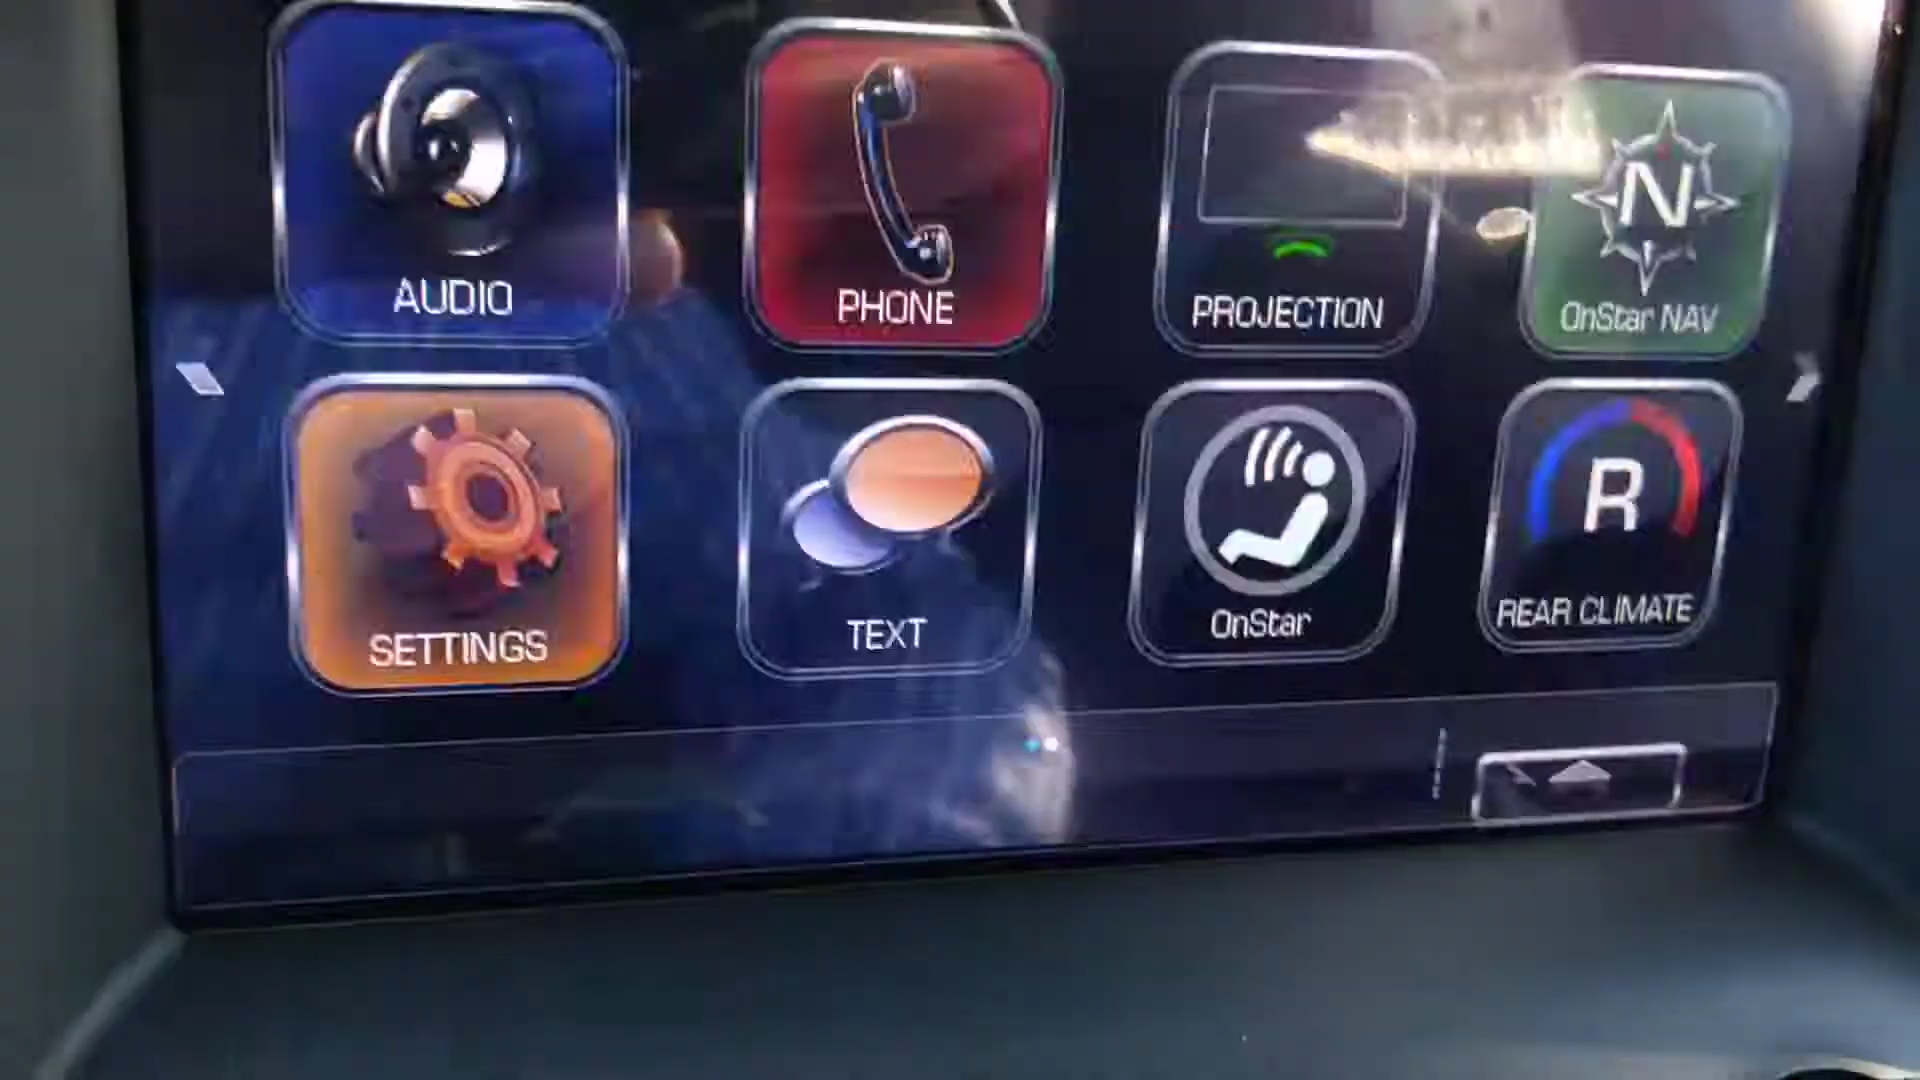 AUDIO
PHONE
PROJECTION
N
OnStar NAV
SETTINGS
TEXT
OnStar
R
REAR CLIMATE